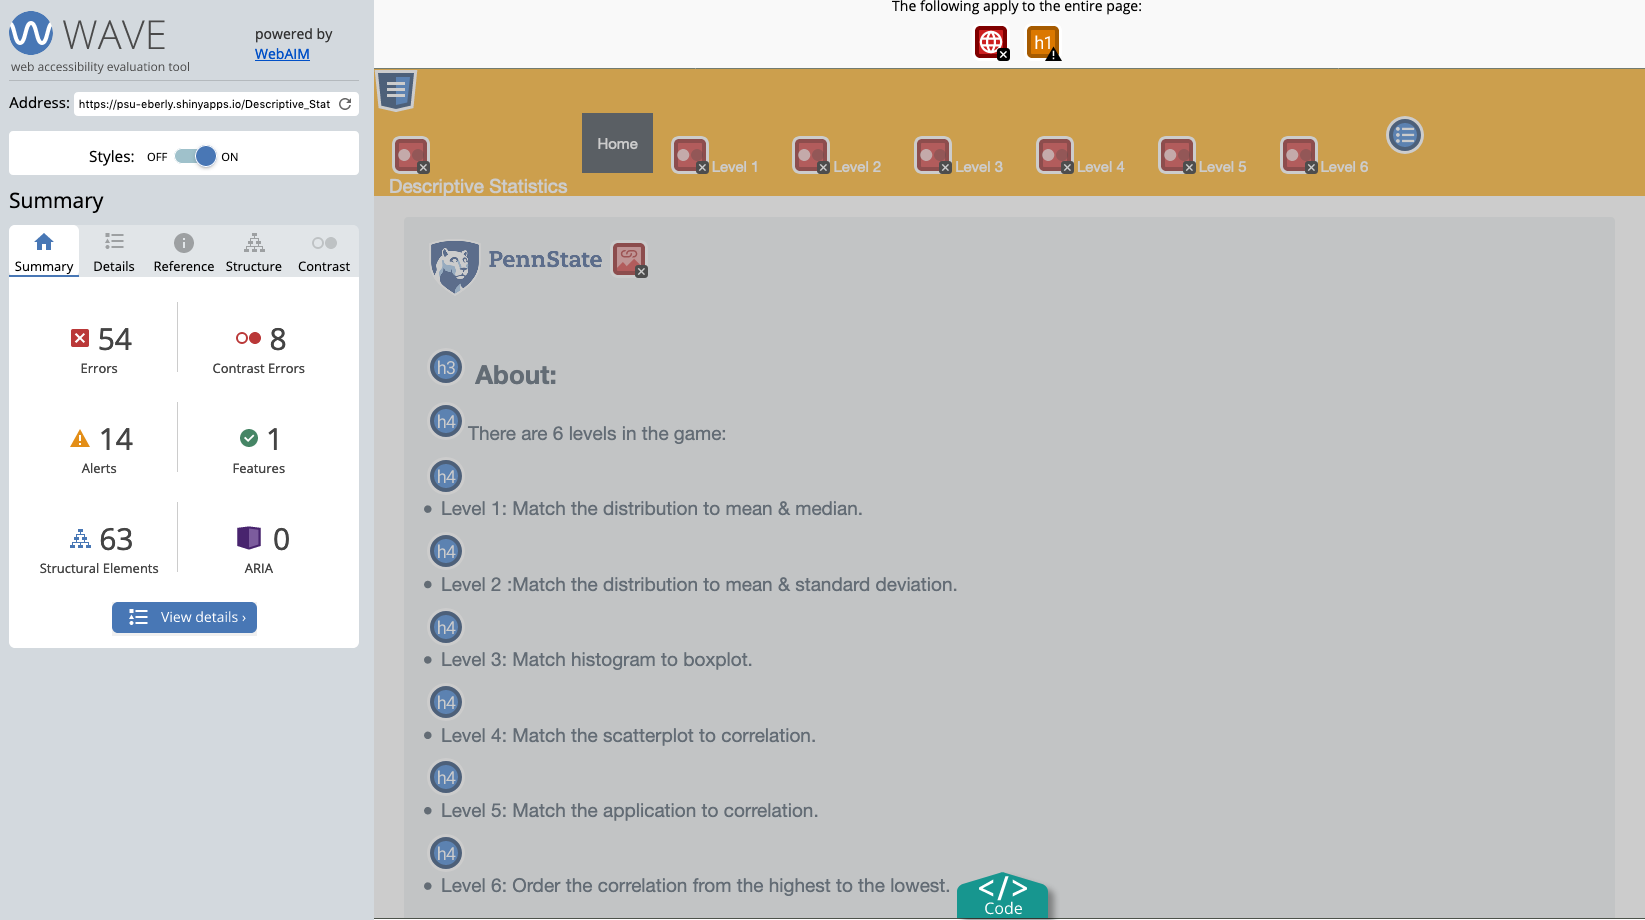 WAVE
web accessibility evaluation tool
powered by
WebAIM
Address: https://psu-eberly.shinyapps.io/Descriptive_Stat
Styles: OFF ON
Summary
Summary Details Reference Structure Contrast
54 8
Errors Contrast Errors
14 1
Alerts Features
63 0
Structural Elements ARIA
View details ›
The following apply to the entire page:
h1
Descriptive Statistics
Home Level 1 Level 2 Level 3 Level 4 Level 5 Level 6
PennState
h3 About:
h4 There are 6 levels in the game:
h4
• Level 1: Match the distribution to mean & median.
h4
• Level 2 :Match the distribution to mean & standard deviation.
h4
• Level 3: Match histogram to boxplot.
h4
• Level 4: Match the scatterplot to correlation.
h4
• Level 5: Match the application to correlation.
h4
• Level 6: Order the correlation from the highest to the lowest.
</>
Code